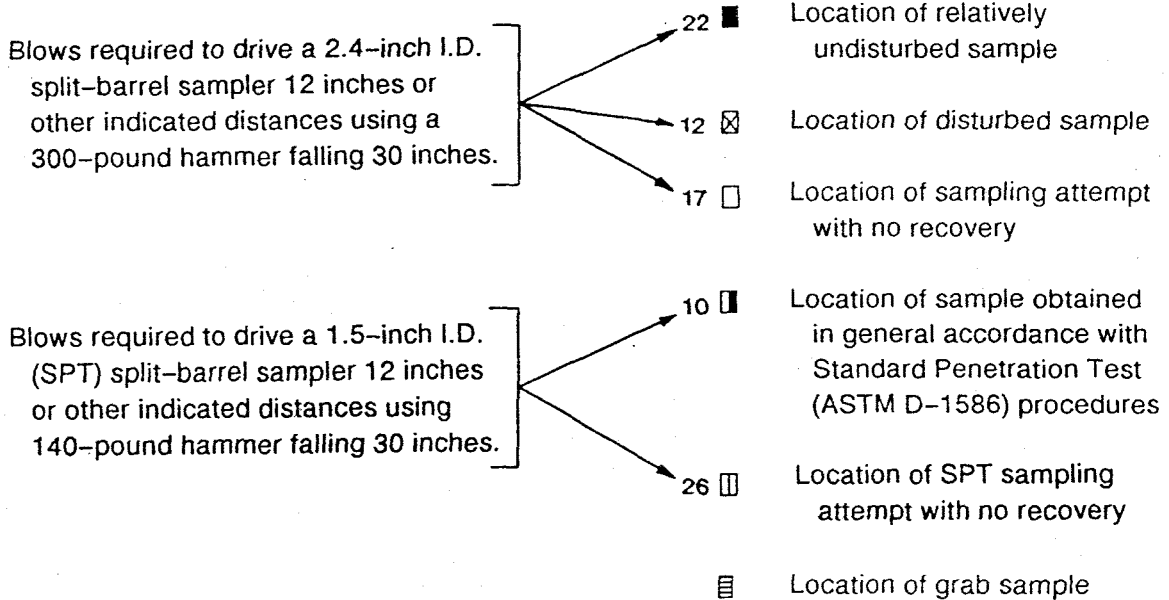 Blows required to drive a 2.4–inch I.D.
split–barrel sampler 12 inches or
other indicated distances using a
300–pound hammer falling 30 inches.
22
Location of relatively
undisturbed sample
12
Location of disturbed sample
17
Location of sampling attempt
with no recovery
Blows required to drive a 1.5–inch I.D.
(SPT) split–barrel sampler 12 inches
or other indicated distances using
140–pound hammer falling 30 inches.
10
Location of sample obtained
in general accordance with
Standard Penetration Test
(ASTM D–1586) procedures
26
Location of SPT sampling
attempt with no recovery
Location of grab sample